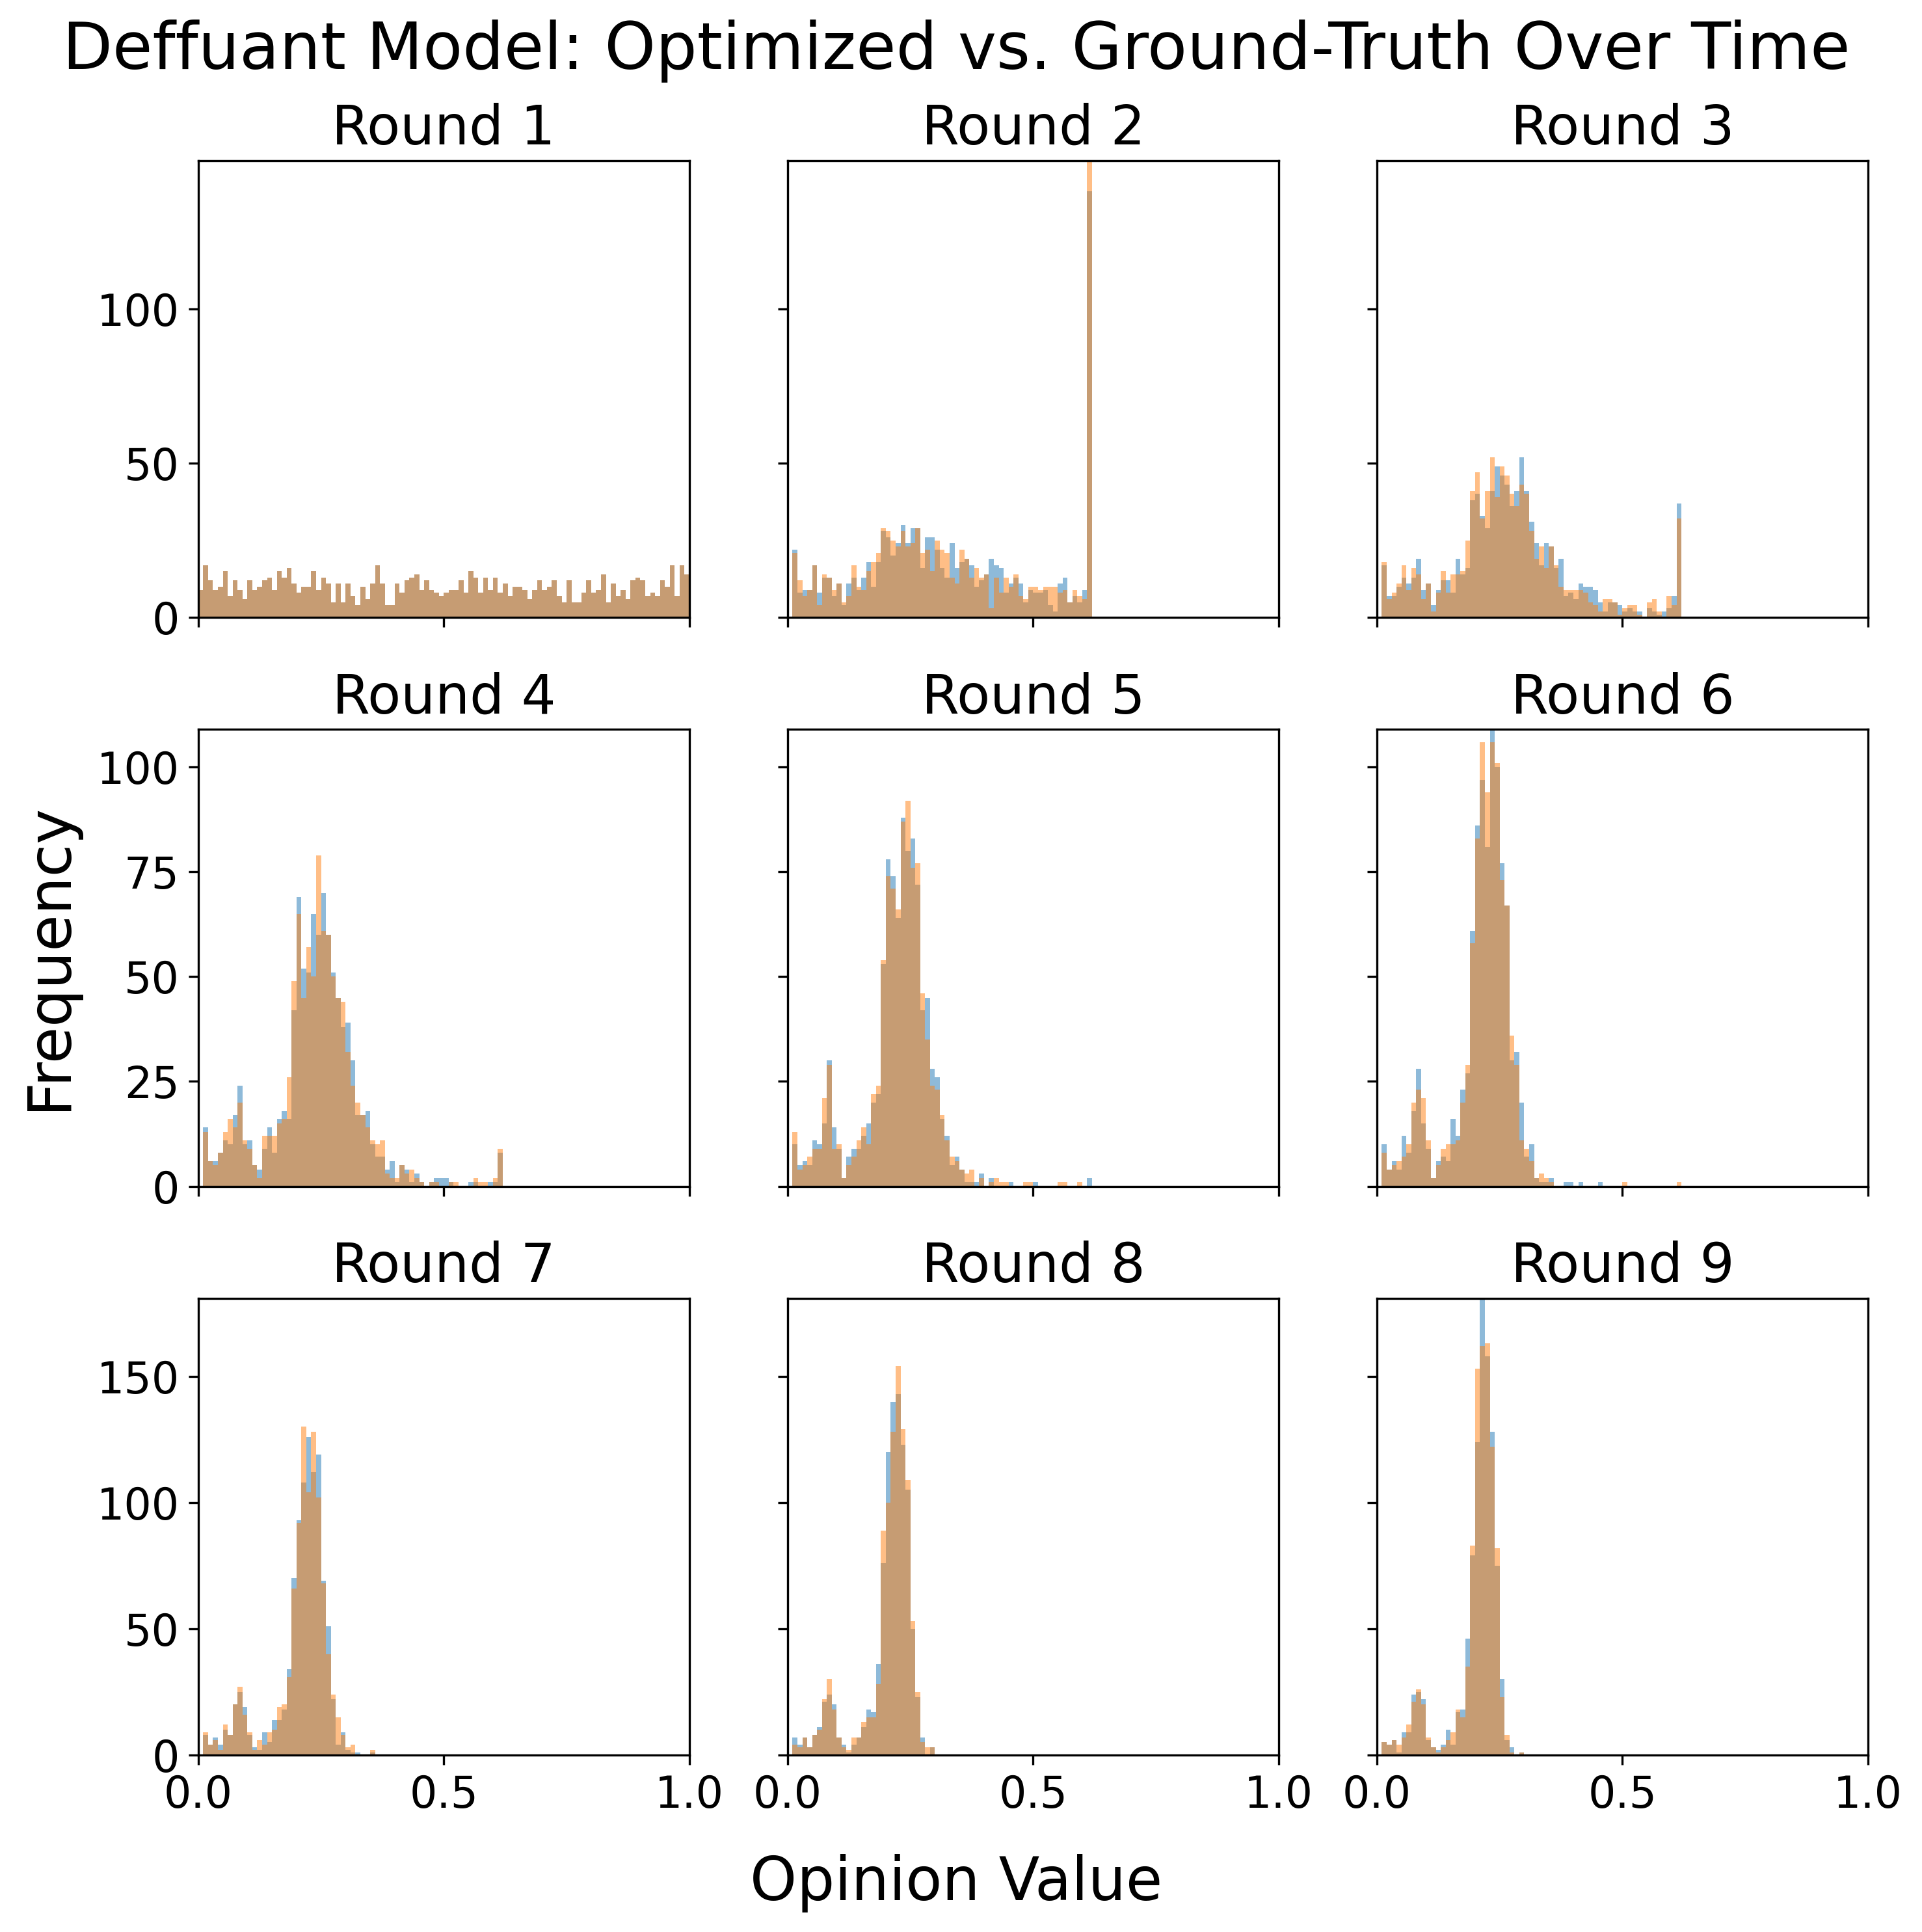 Deffuant Model: Optimized vs. Ground-Truth Over Time
Round 1
Round 2
Round 3
100
50
0
Round 4
Round 5
Round 6
100
75
50
25
0
Frequency
Round 7
Round 8
Round 9
150
100
50
0
0.0 0.5 1.0 0.0 0.5 1.0 0.0 0.5 1.0
Opinion Value